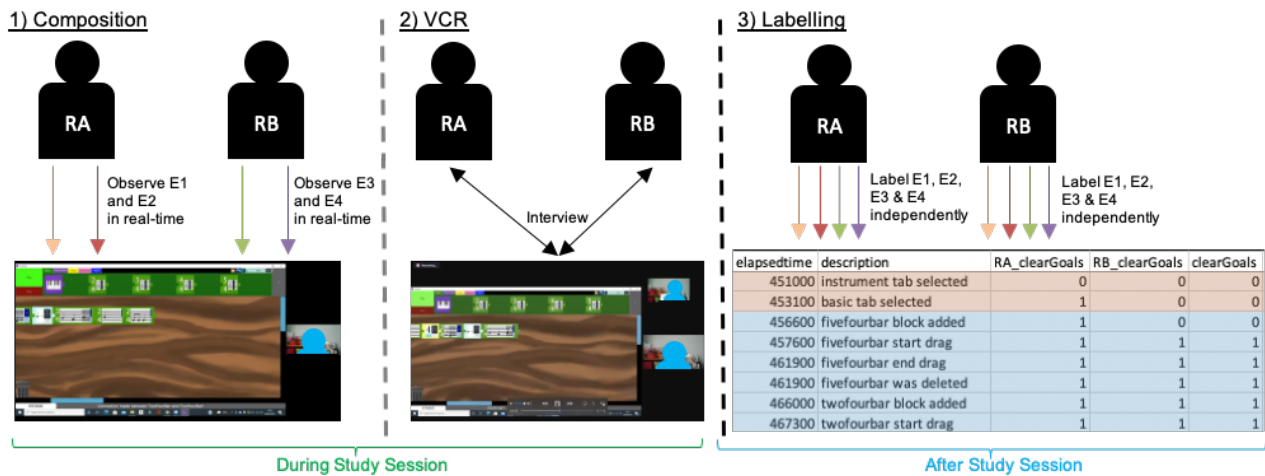 1) Composition
2) VCR
3) Labelling
RA
RB
RA
RB
RA
RB
Observe E1
and E2
in real-time
Observe E3
and E4
in real-time
Interview
Label E1, E2,
E3 & E4
independently
Label E1, E2,
E3 & E4
independently
elapsedtime description RA_clearGoals RB_clearGoals clearGoals
451000 instrument tab selected 0 0 0
453100 basic tab selected 1 0 0
456600 fivefourbar block added 1 0 0
457600 fivefourbar start drag 1 1 1
461900 fivefourbar end drag 1 1 1
461900 fivefourbar was deleted 1 1 1
466000 twofourbar block added 1 1 1
467300 twofourbar start drag 1 1 1
During Study Session
After Study Session